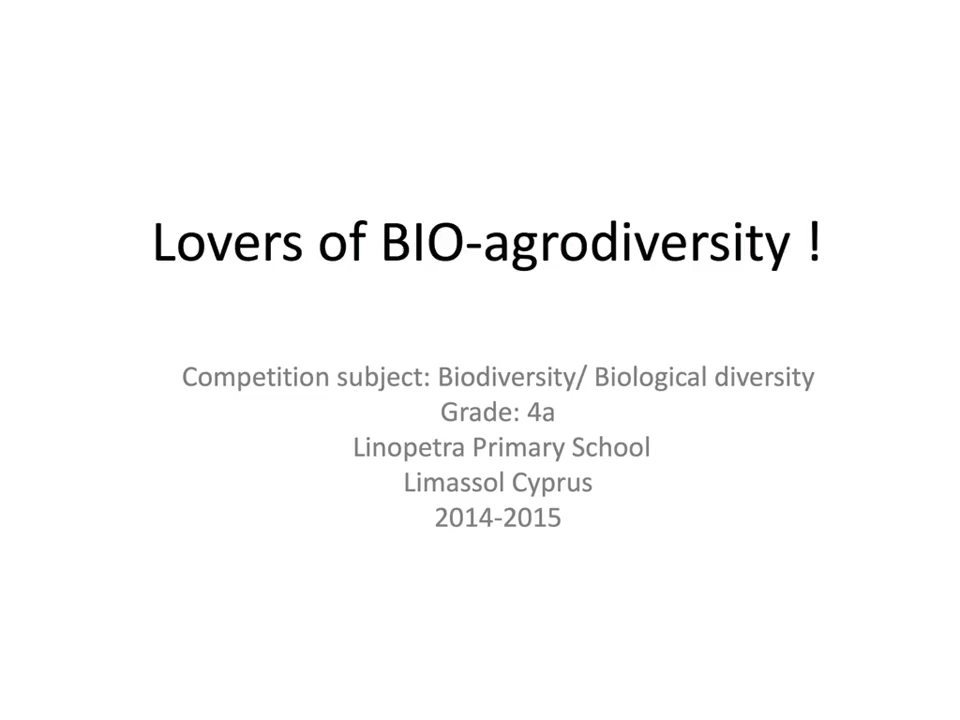 Lovers of BIO-agrodiversity !
Competition subject: Biodiversity/ Biological diversity
Grade: 4a
Linopetra Primary School
Limassol Cyprus
2014-2015